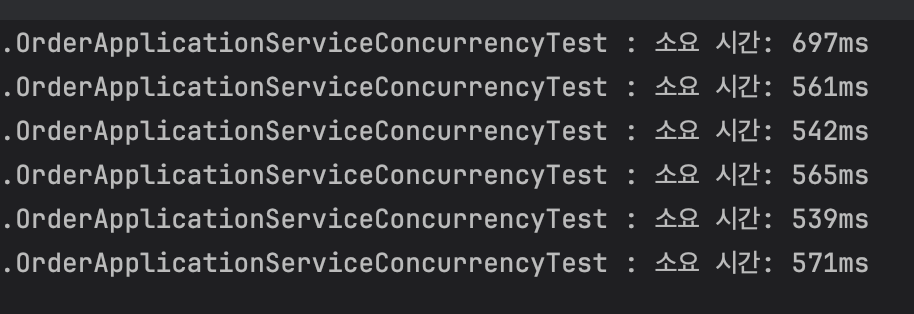 .OrderApplicationServiceConcurrencyTest : 소요 시간: 697ms
.OrderApplicationServiceConcurrencyTest : 소요 시간: 561ms
.OrderApplicationServiceConcurrencyTest : 소요 시간: 542ms
.OrderApplicationServiceConcurrencyTest : 소요 시간: 565ms
.OrderApplicationServiceConcurrencyTest : 소요 시간: 539ms
.OrderApplicationServiceConcurrencyTest : 소요 시간: 571ms